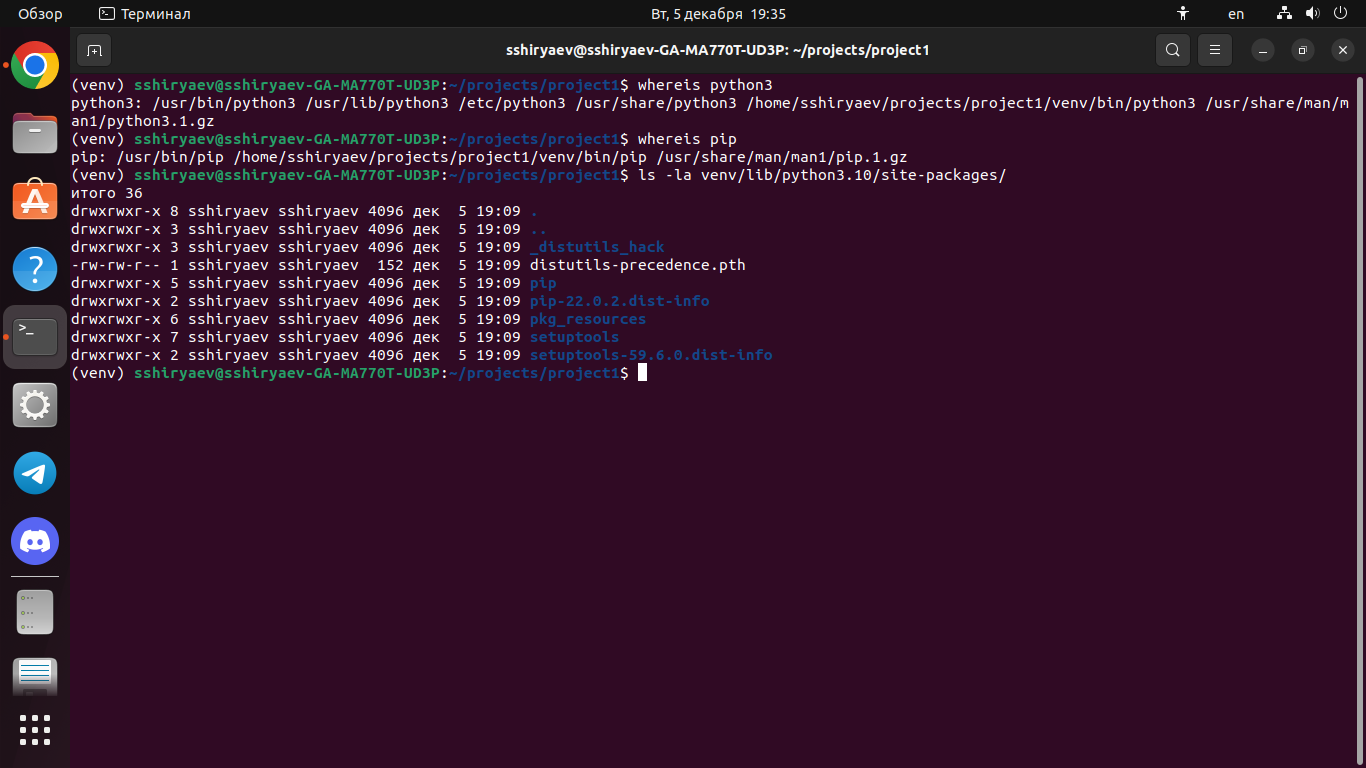 Обзор
Терминал
Вт, 5 декабря 19:35
en
sshiryaev@sshiryaev-GA-MA770T-UD3P: ~/projects/project1
(venv) sshiryaev@sshiryaev-GA-MA770T-UD3P:~/projects/project1$ whereis python3
python3: /usr/bin/python3 /usr/lib/python3 /etc/python3 /usr/share/python3 /home/sshiryaev/projects/project1/venv/bin/python3 /usr/share/man/m
an1/python3.1.gz
(venv) sshiryaev@sshiryaev-GA-MA770T-UD3P:~/projects/project1$ whereis pip
pip: /usr/bin/pip /home/sshiryaev/projects/project1/venv/bin/pip /usr/share/man/man1/pip.1.gz
(venv) sshiryaev@sshiryaev-GA-MA770T-UD3P:~/projects/project1$ ls -la venv/lib/python3.10/site-packages/
итого 36
drwxrwxr-x 8 sshiryaev sshiryaev 4096 дек  5 19:09 .
drwxrwxr-x 3 sshiryaev sshiryaev 4096 дек  5 19:09 ..
drwxrwxr-x 3 sshiryaev sshiryaev 4096 дек  5 19:09 _distutils_hack
-rw-rw-r-- 1 sshiryaev sshiryaev  152 дек  5 19:09 distutils-precedence.pth
drwxrwxr-x 5 sshiryaev sshiryaev 4096 дек  5 19:09 pip
drwxrwxr-x 2 sshiryaev sshiryaev 4096 дек  5 19:09 pip-22.0.2.dist-info
drwxrwxr-x 6 sshiryaev sshiryaev 4096 дек  5 19:09 pkg_resources
drwxrwxr-x 7 sshiryaev sshiryaev 4096 дек  5 19:09 setuptools
drwxrwxr-x 2 sshiryaev sshiryaev 4096 дек  5 19:09 setuptools-59.6.0.dist-info
(venv) sshiryaev@sshiryaev-GA-MA770T-UD3P:~/projects/project1$